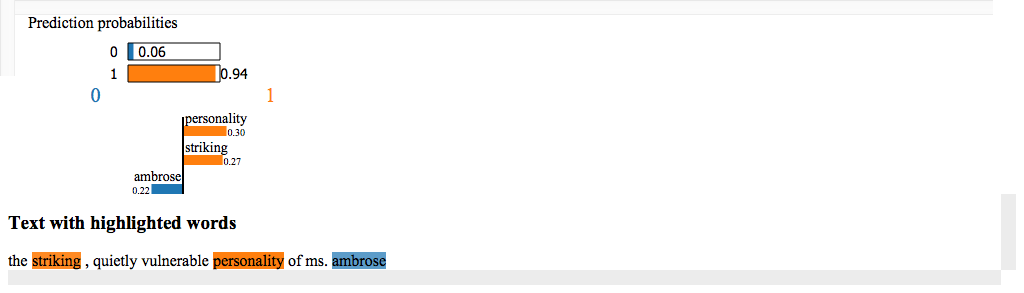 Prediction probabilities
0 0.06
1 0.94
0 1
personality
0.30
striking
0.27
ambrose
0.22
Text with highlighted words
the striking , quietly vulnerable personality of ms. ambrose